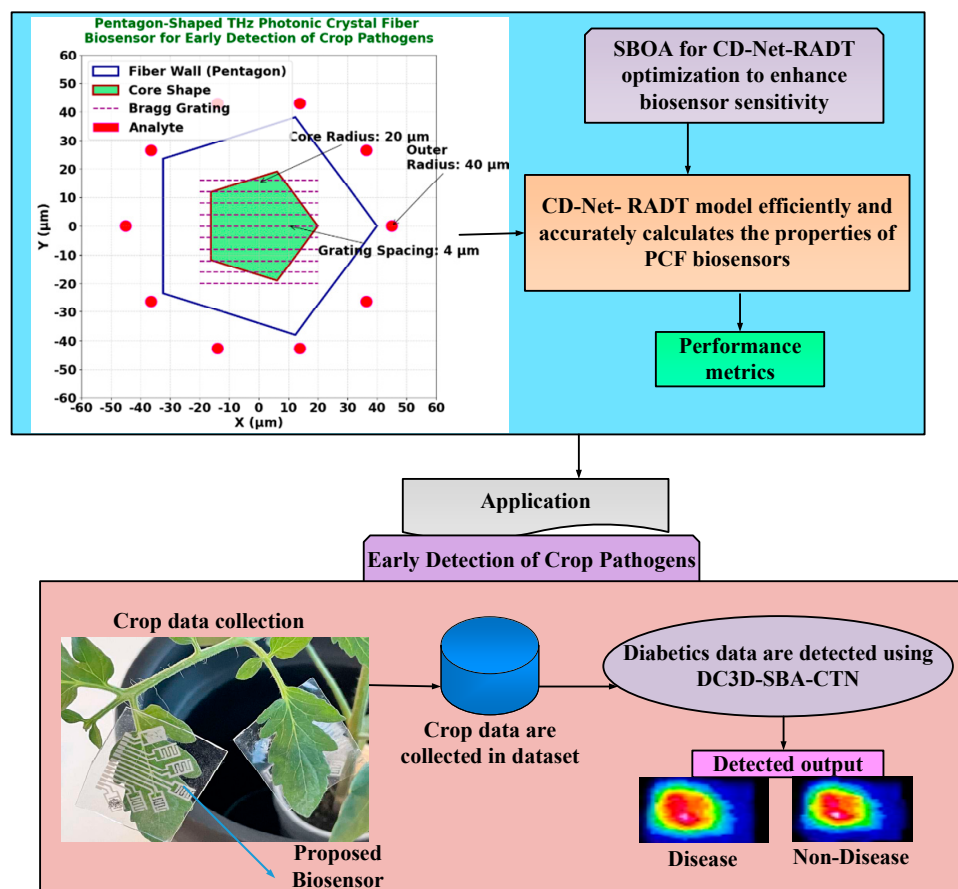 Pentagon-Shaped THz Photonic Crystal Fiber
Biosensor for Early Detection of Crop Pathogens
60
50
40
30
20
10
0
-10
-20
-30
-40
-50
-60
Y (µm)
Fiber Wall (Pentagon)
Core Shape
Bragg Grating
Analyte
Core Radius: 20 µm
Outer
Radius: 40 µm
Grating Spacing: 4 µm
-60 -50 -40 -30 -20 -10 0 10 20 30 40 50 60
X (µm)
SBOA for CD-Net-RADT
optimization to enhance
biosensor sensitivity
CD-Net- RADT model efficiently and
accurately calculates the properties of
PCF biosensors
Performance
metrics
Application
Early Detection of Crop Pathogens
Crop data collection
Proposed
Biosensor
Crop data are
collected in dataset
Diabetics data are detected using
DC3D-SBA-CTN
Detected output
Disease
Non-Disease